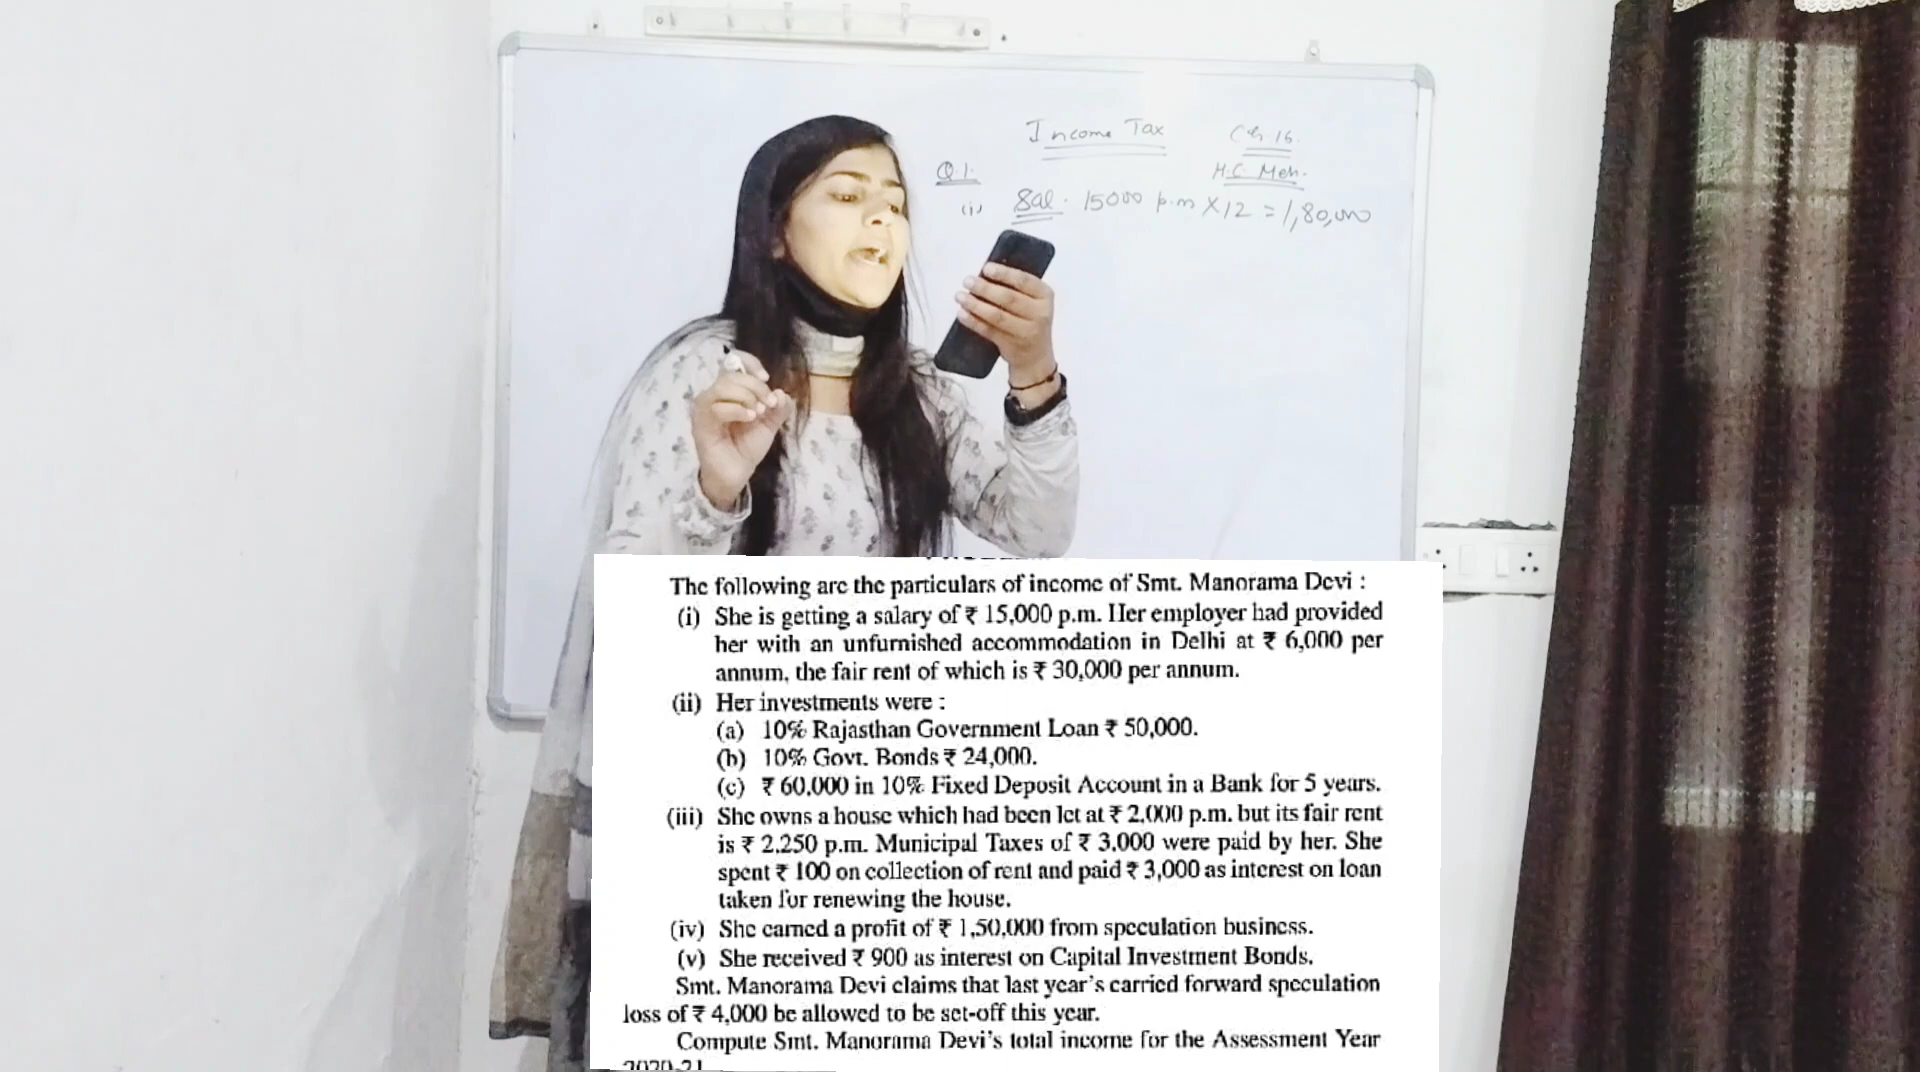 Income Tax
Ch 16.
H.C. Meh.
Q.1.
(i) Sal. 15000 p.m × 12 = 1,80,000
The following are the particulars of income of Smt. Manorama Devi :
(i) She is getting a salary of ₹ 15,000 p.m. Her employer had provided
her with an unfurnished accommodation in Delhi at ₹ 6,000 per
annum, the fair rent of which is ₹ 30,000 per annum.
(ii) Her investments were :
(a) 10% Rajasthan Government Loan ₹ 50,000.
(b) 10% Govt. Bonds ₹ 24,000.
(c) ₹ 60,000 in 10% Fixed Deposit Account in a Bank for 5 years.
(iii) She owns a house which had been let at ₹ 2,000 p.m. but its fair rent
is ₹ 2,250 p.m. Municipal Taxes of ₹ 3,000 were paid by her. She
spent ₹ 100 on collection of rent and paid ₹ 3,000 as interest on loan
taken for renewing the house.
(iv) She earned a profit of ₹ 1,50,000 from speculation business.
(v) She received ₹ 900 as interest on Capital Investment Bonds.
Smt. Manorama Devi claims that last year's carried forward speculation
loss of ₹ 4,000 be allowed to be set-off this year.
Compute Smt. Manorama Devi's total income for the Assessment Year
2020-21